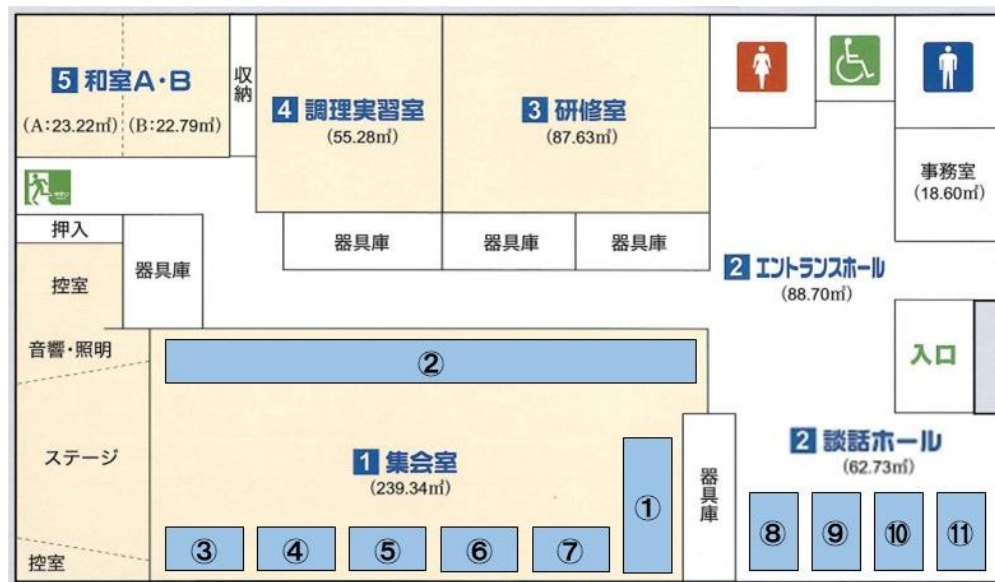 5 和室A・B
(A:23.22㎡) (B:22.79㎡)
収納
4 調理実習室
(55.28㎡)
3 研修室
(87.63㎡)
事務室
(18.60㎡)
押入
器具庫
器具庫
器具庫
器具庫
控室
2 エントランスホール
(88.70㎡)
入口
音響・照明
②
ステージ
1 集会室
(239.34㎡)
①
器具庫
2 談話ホール
(62.73㎡)
控室
③
④
⑤
⑥
⑦
⑧
⑨
⑩
⑪